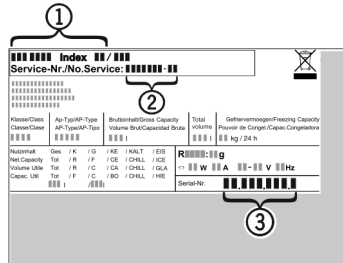 1
Index /
Service-Nr./No.Service: -
2
Klasse/Class Ap-Typ/AP-Type Bruttoinhalt/Gross Capacity Total Gefriervermoegen/Freezing Capacity
Classe/Clase AP-Type/AP-Tipo Volume Brut/Capacidad Bruta volume Pouvoir de Congel./Capac.Congeladora
l l kg / 24 h
Nutzinhalt Ges / K / G / KE / KALT / EIS
Net.Capacity Tot / R / F / CE / CHILL / ICE
Volume Utile Tot / R / C / CA / CHILL / GLA
Capac. Util Tot / F / C / BO / CHILL / HIE
l / l
R : g
W A - V Hz
Serial-Nr. . . .
3